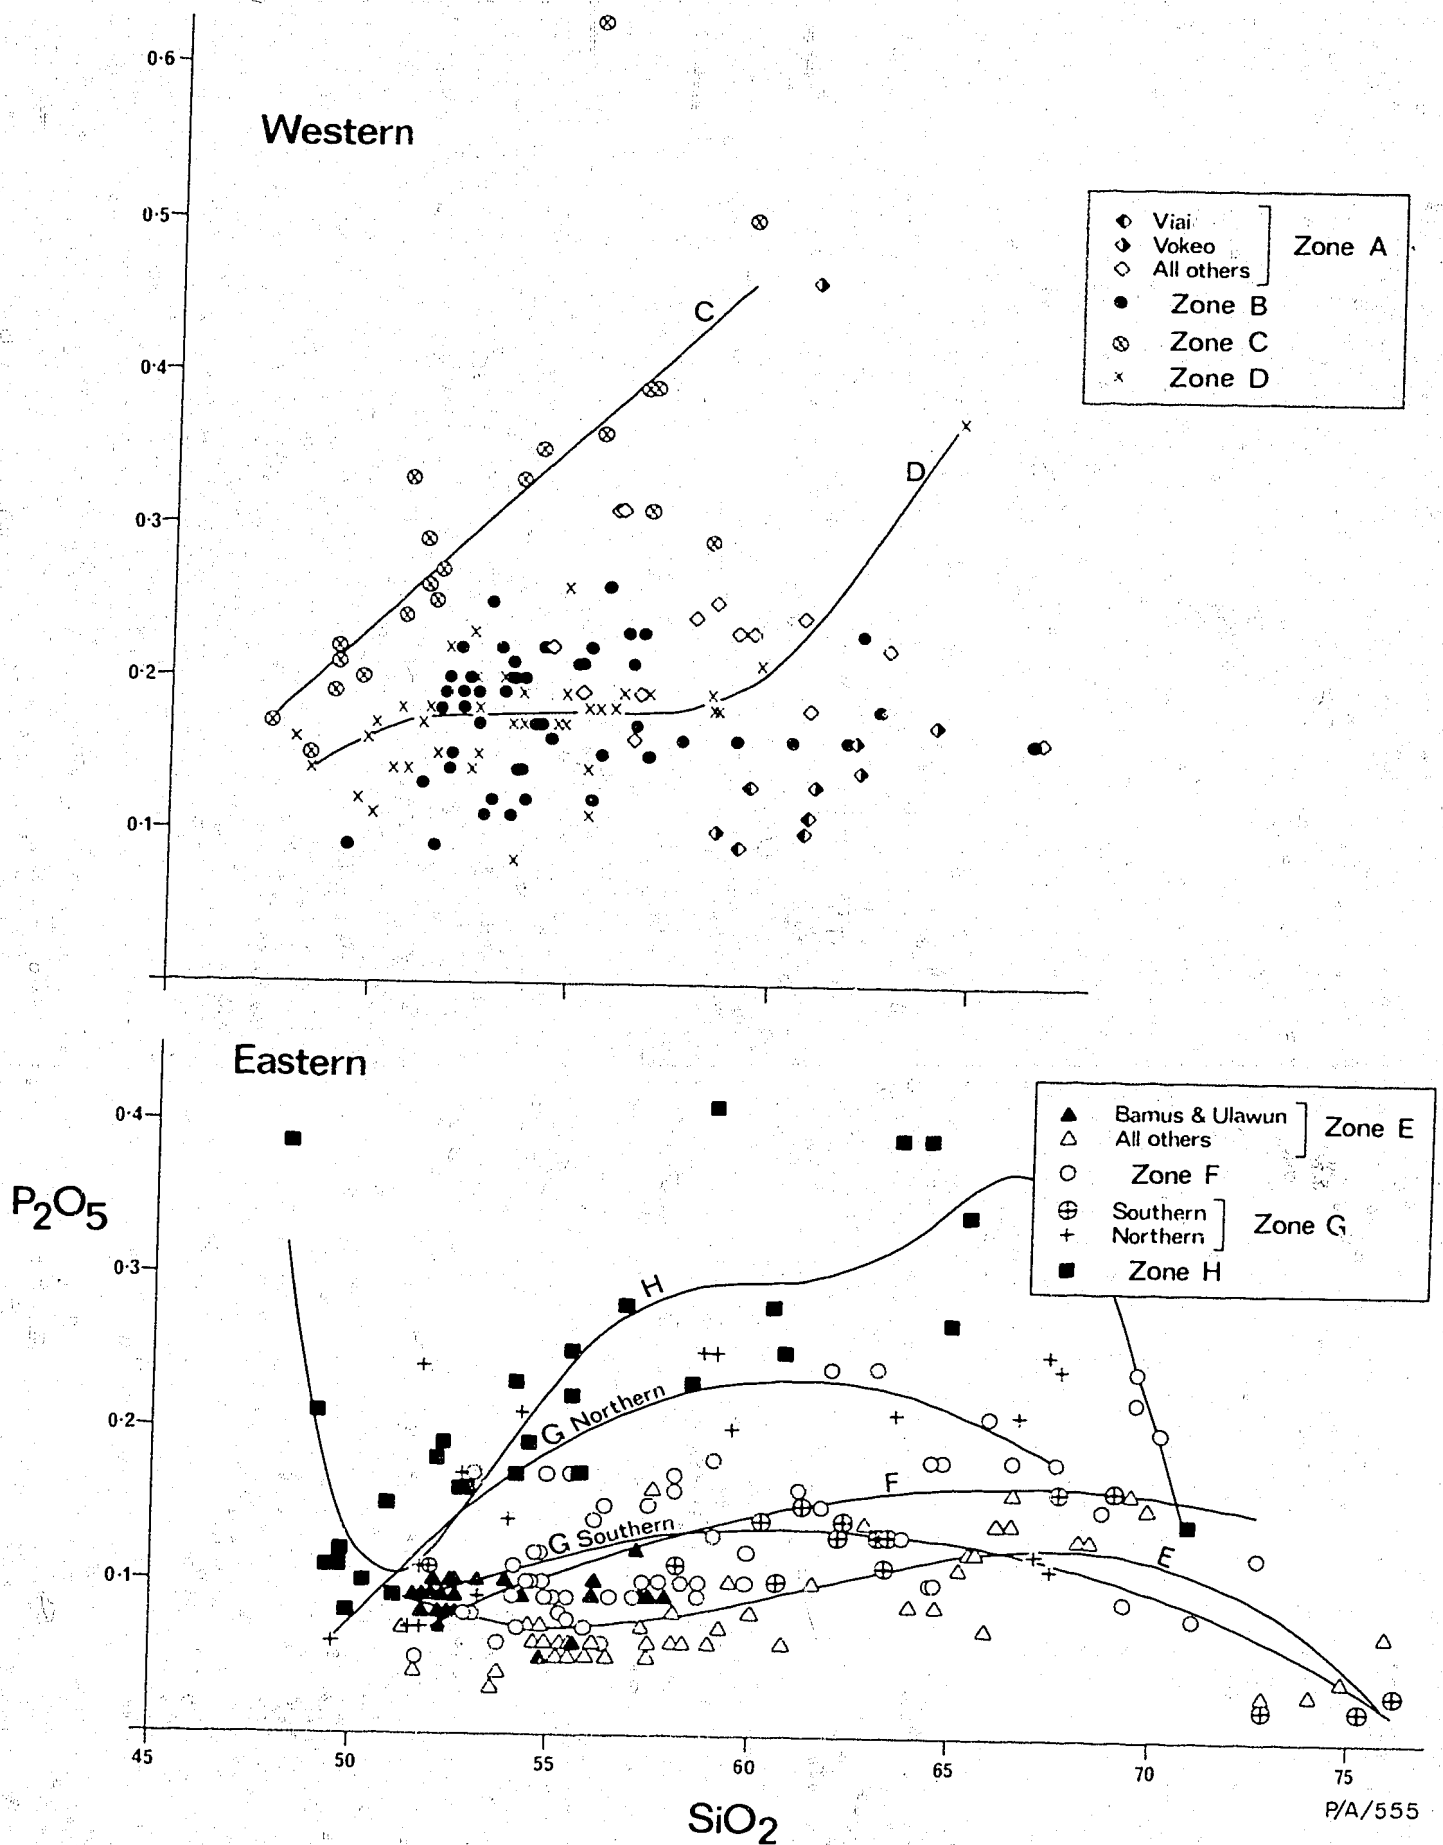 0·6
Western
0·5
Viai
Vokeo
All others
Zone A
Zone B
Zone C
Zone D
C
0·4
D
0·3
0·2
0·1
Eastern
0·4
Bamus & Ulawun
All others
Zone E
Zone F
Southern
Northern
Zone G
Zone H
P2O5
0·3
H
0·2
G Northern
F
G Southern
E
0·1
45
50
55
60
65
70
75
SiO2
P/A/555